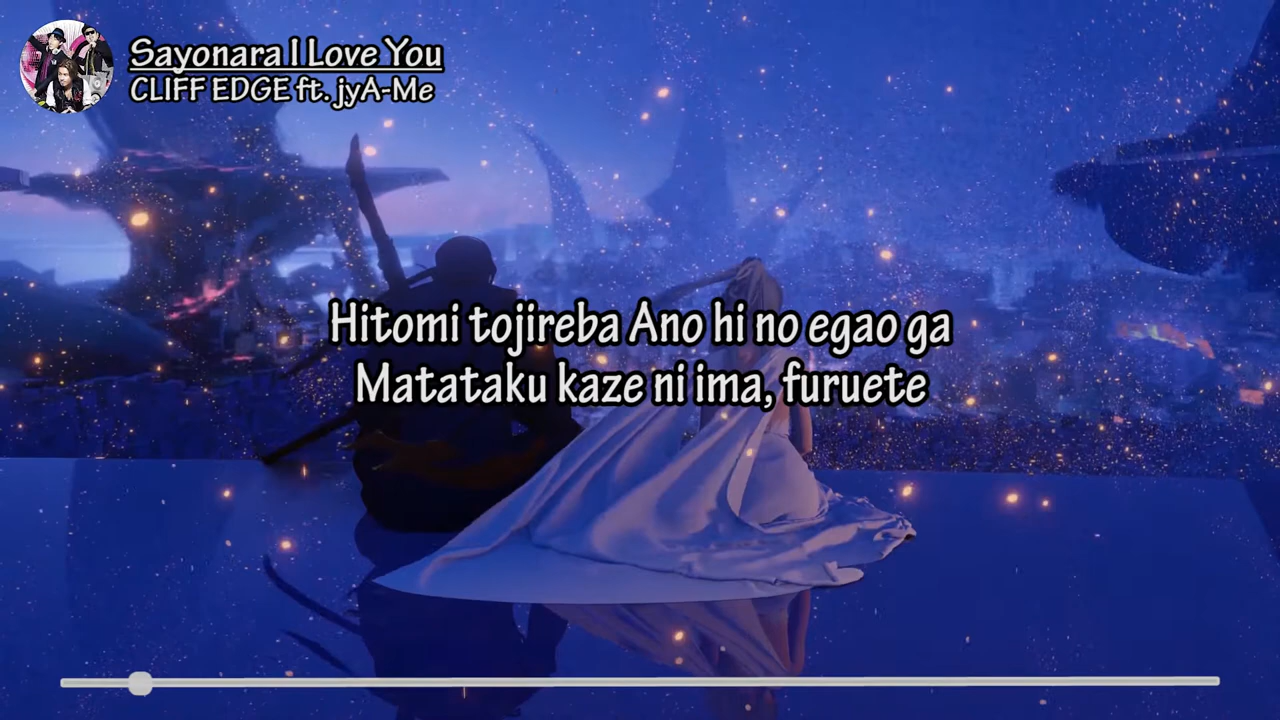 Sayonara I Love You
CLIFF EDGE ft. jyA-Me
Hitomi tojireba Ano hi no egao ga
Matataku kaze ni ima, furuete